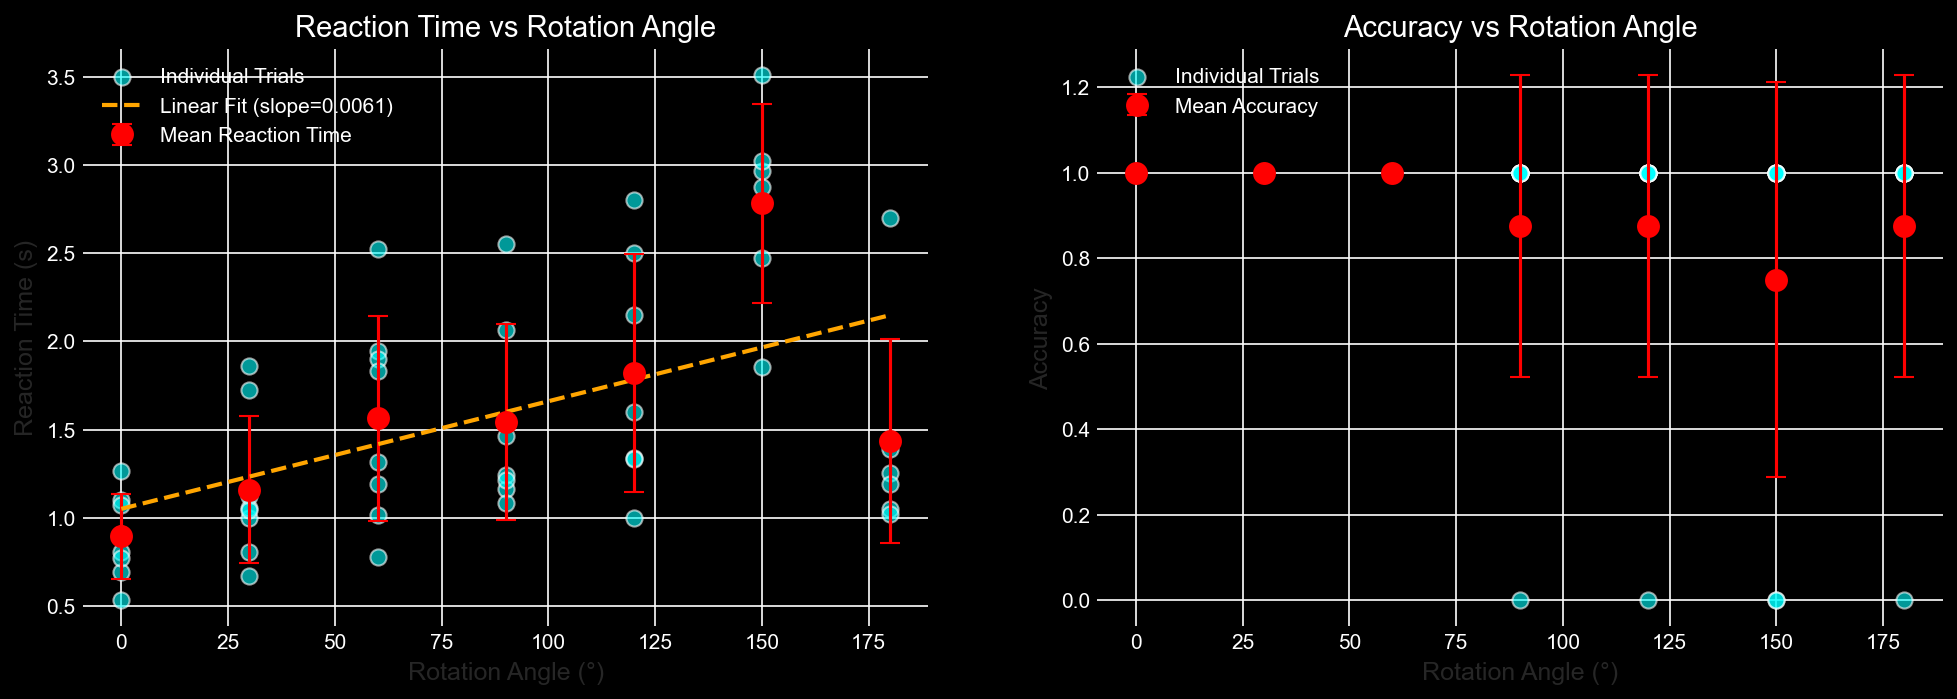 Reaction Time vs Rotation Angle
Individual Trials
Linear Fit (slope=0.0061)
Mean Reaction Time
3.5
3.0
2.5
2.0
1.5
1.0
0.5
Reaction Time (s)
0
25
50
75
100
125
150
175
Rotation Angle (°)
Accuracy vs Rotation Angle
Individual Trials
Mean Accuracy
1.2
1.0
0.8
0.6
0.4
0.2
0.0
Accuracy
0
25
50
75
100
125
150
175
Rotation Angle (°)